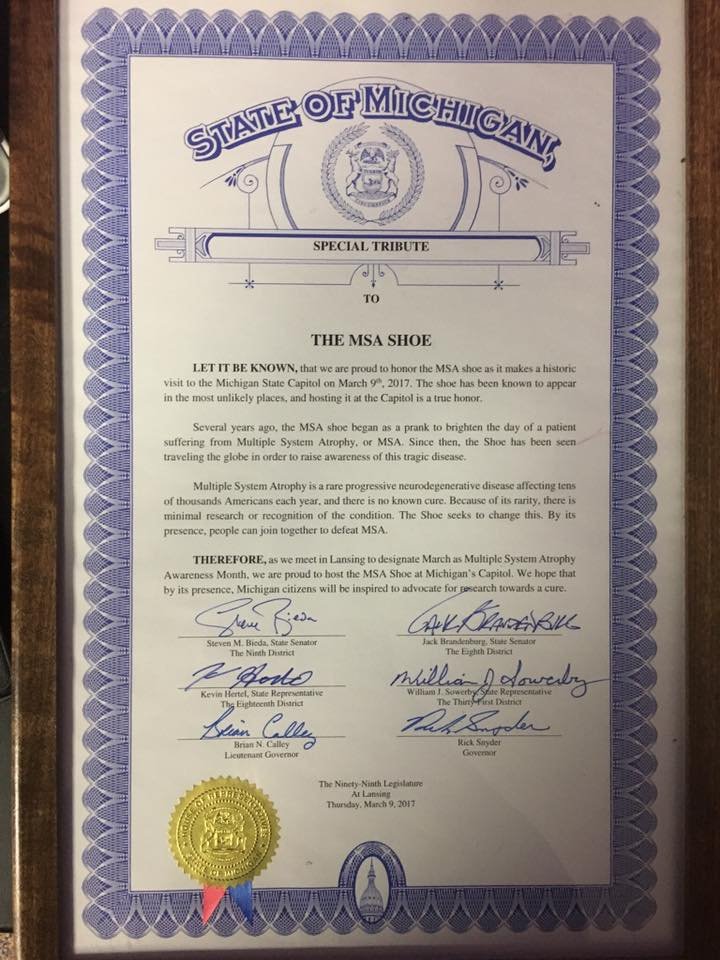 STATE OF MICHIGAN,
SPECIAL TRIBUTE
TO
THE MSA SHOE
LET IT BE KNOWN, that we are proud to honor the MSA shoe as it makes a historic
visit to the Michigan State Capitol on March 9th, 2017. The shoe has been known to appear
in the most unlikely places, and hosting it at the Capitol is a true honor.
Several years ago, the MSA shoe began as a prank to brighten the day of a patient
suffering from Multiple System Atrophy, or MSA. Since then, the Shoe has been seen
traveling the globe in order to raise awareness of this tragic disease.
Multiple System Atrophy is a rare progressive neurodegenerative disease affecting tens
of thousands Americans each year, and there is no known cure. Because of its rarity, there is
minimal research or recognition of the condition. The Shoe seeks to change this. By its
presence, people can join together to defeat MSA.
THEREFORE, as we meet in Lansing to designate March as Multiple System Atrophy
Awareness Month, we are proud to host the MSA Shoe at Michigan's Capitol. We hope that
by its presence, Michigan citizens will be inspired to advocate for research towards a cure.
Steve Bieda
Jack Brandenburg
Steven M. Bieda, State Senator
The Ninth District
Jack Brandenburg, State Senator
The Eighth District
William J. Sowerby
Kevin Hertel, State Representative
The Eighteenth District
William J. Sowerby, State Representative
The Thirty-First District
Brian Calley
Rick Snyder
Brian N. Calley
Lieutenant Governor
Rick Snyder
Governor
The Ninety-Ninth Legislature
At Lansing
Thursday, March 9, 2017